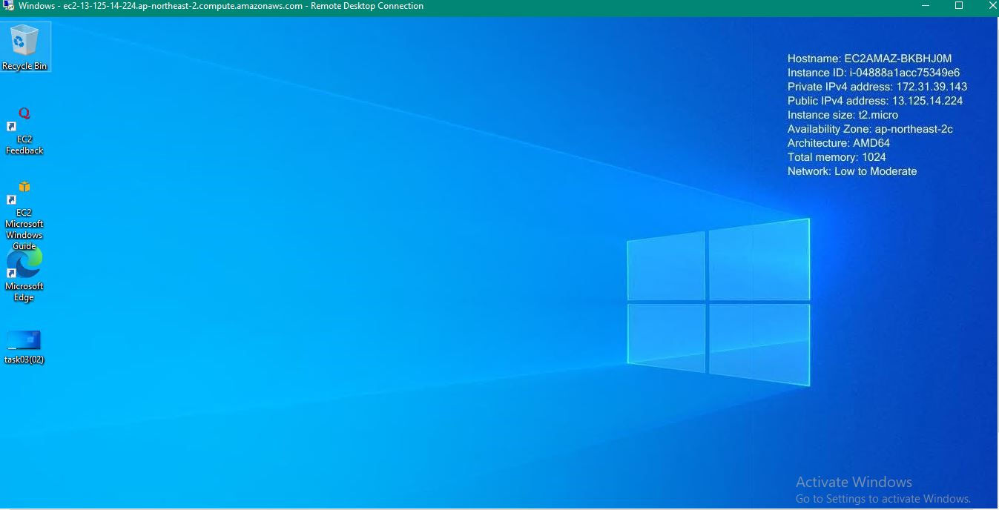 Windows - ec2-13-125-14-224.ap-northeast-2.compute.amazonaws.com - Remote Desktop Connection
Recycle Bin
EC2
Feedback
EC2
Microsoft
Windows
Guide
Microsoft
Edge
task03(02)
Hostname: EC2AMAZ-BKBHJ0M
Instance ID: i-04888a1acc75349e6
Private IPv4 address: 172.31.39.143
Public IPv4 address: 13.125.14.224
Instance size: t2.micro
Availability Zone: ap-northeast-2c
Architecture: AMD64
Total memory: 1024
Network: Low to Moderate
Activate Windows
Go to Settings to activate Windows.